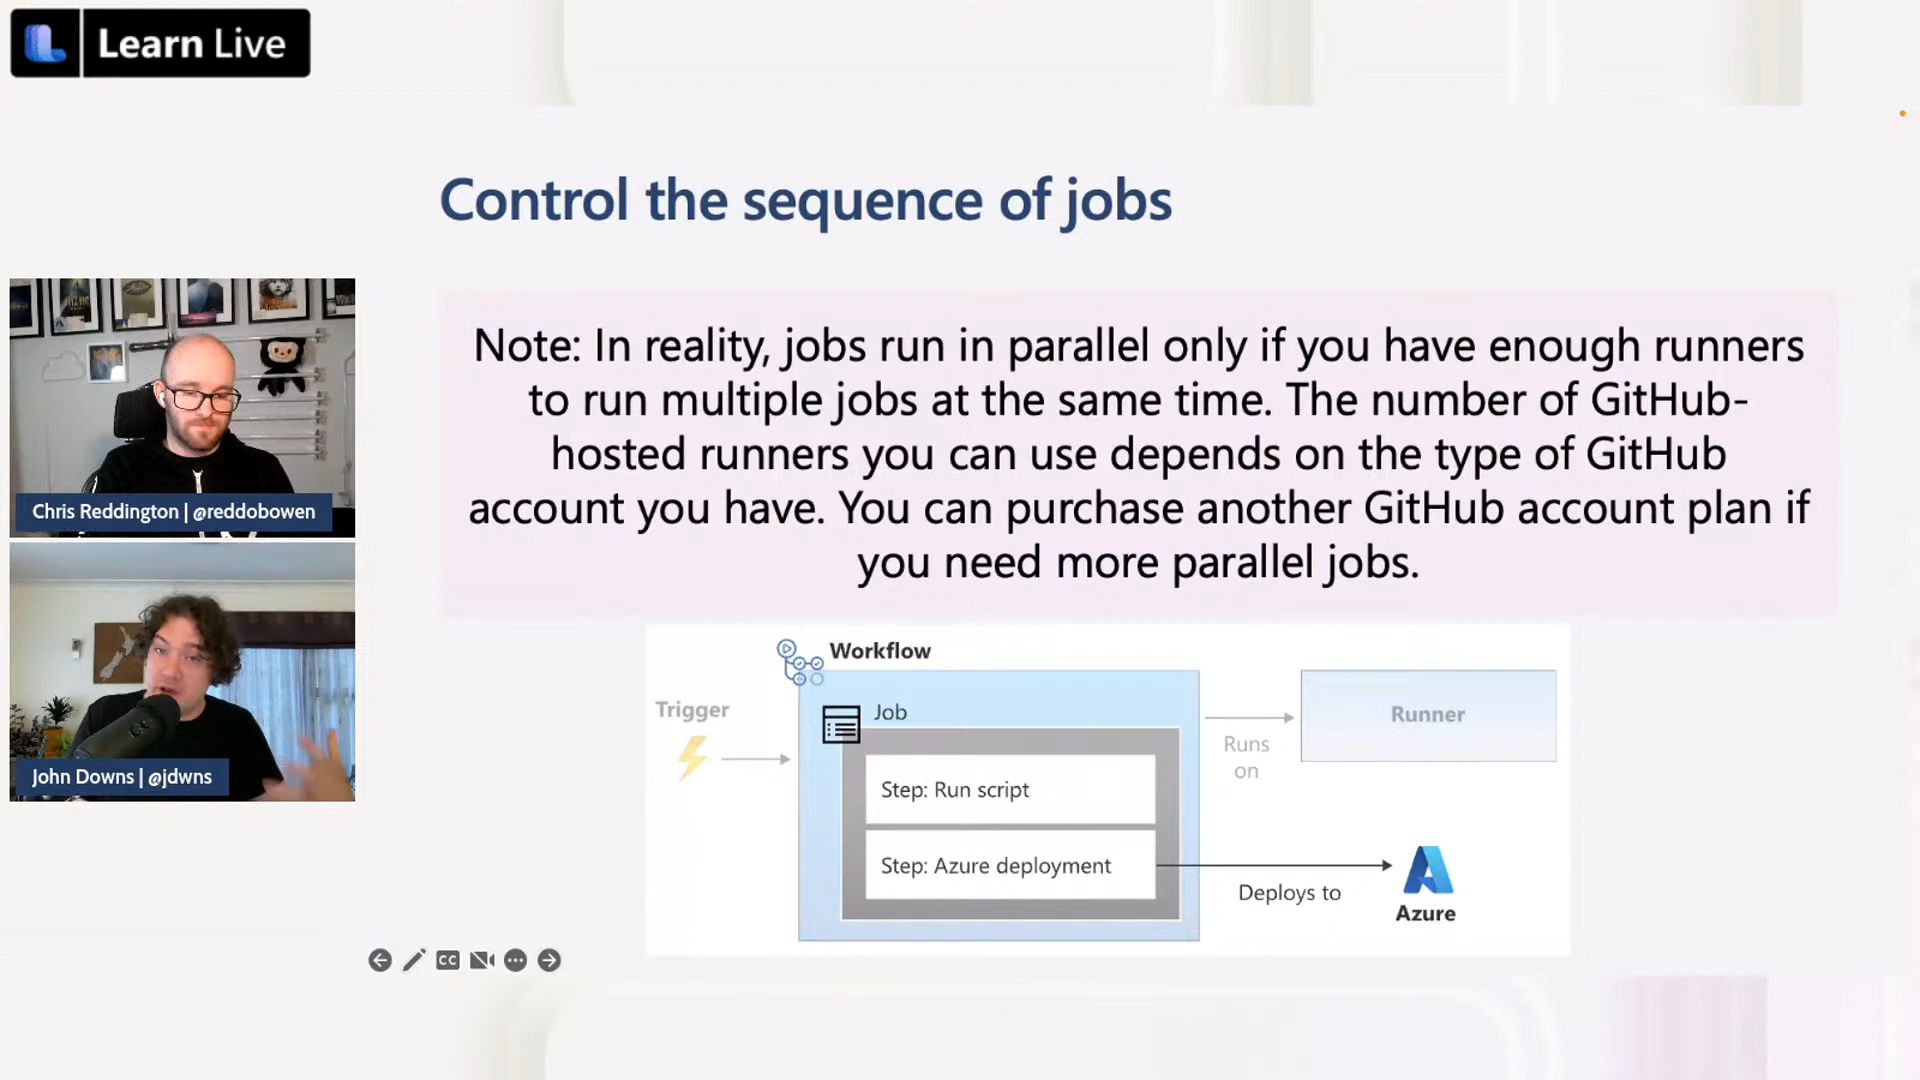 Learn Live
Control the sequence of jobs
Note: In reality, jobs run in parallel only if you have enough runners
to run multiple jobs at the same time. The number of GitHub-
hosted runners you can use depends on the type of GitHub
account you have. You can purchase another GitHub account plan if
you need more parallel jobs.
Chris Reddington | @reddobowen
John Downs | @jdwns
Workflow
Trigger
Job
Step: Run script
Step: Azure deployment
Runs
on
Runner
Deploys to
Azure
CC